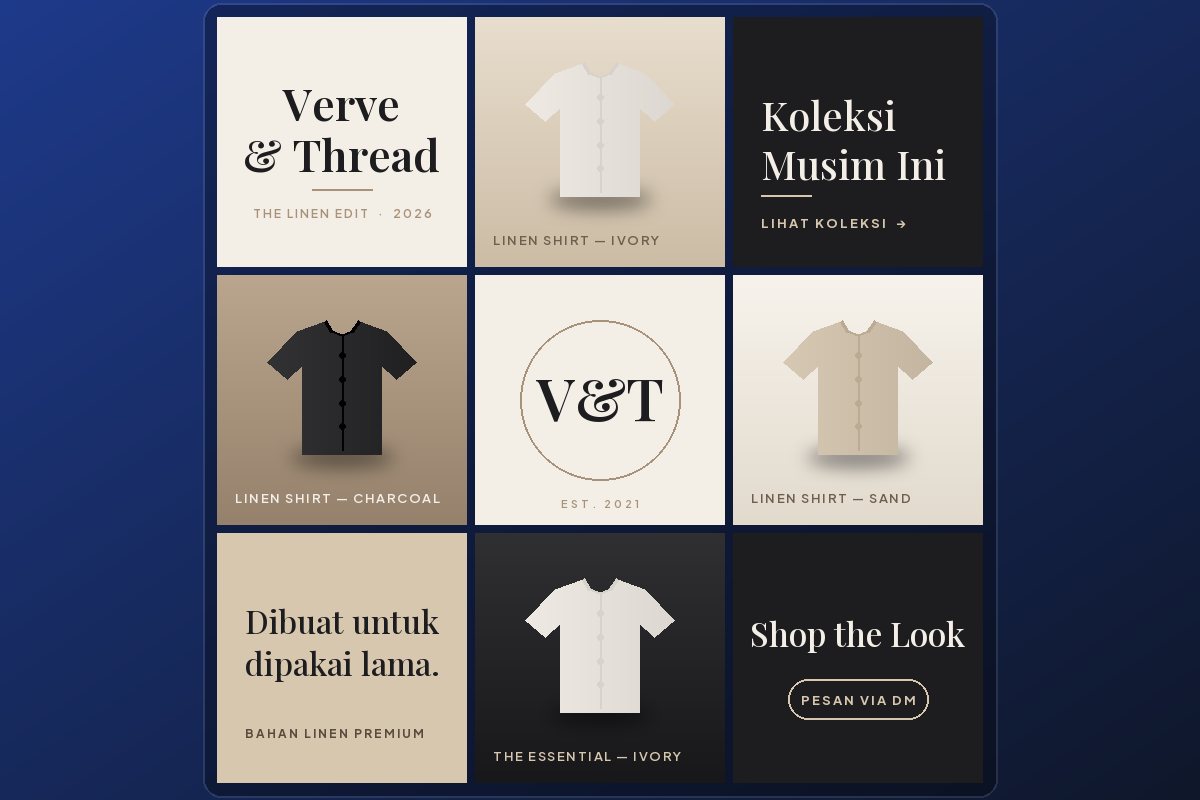 Verve
& Thread
THE LINEN EDIT · 2026
LINEN SHIRT — IVORY
Koleksi
Musim Ini
LIHAT KOLEKSI →
LINEN SHIRT — CHARCOAL
V&T
EST. 2021
LINEN SHIRT — SAND
Dibuat untuk
dipakai lama.
BAHAN LINEN PREMIUM
THE ESSENTIAL — IVORY
Shop the Look
PESAN VIA DM